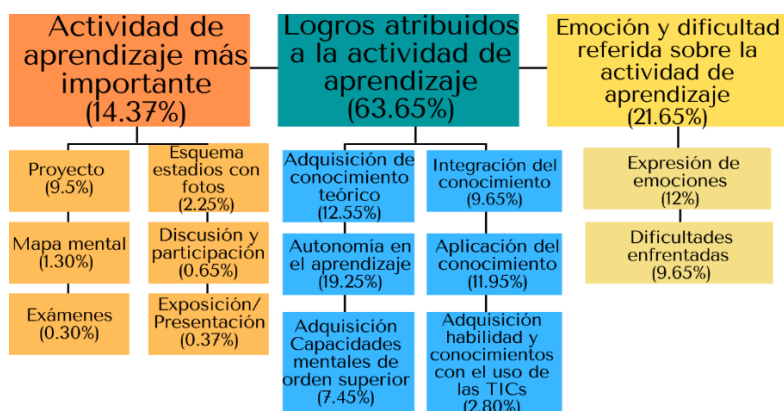 Actividad de
aprendizaje más
importante
(14.37%)
Proyecto
(9.5%)
Mapa mental
(1.30%)
Exámenes
(0.30%)
Esquema
estadios con
fotos
(2.25%)
Discusión y
participación
(0.65%)
Exposición/
Presentación
(0.37%)
Logros atribuidos
a la actividad de
aprendizaje
(63.65%)
Adquisición de
conocimiento
teórico
(12.55%)
Autonomía en
el aprendizaje
(19.25%)
Adquisición
Capacidades
mentales de
orden superior
(7.45%)
Integración del
conocimiento
(9.65%)
Aplicación del
conocimiento
(11.95%)
Adquisición
habilidad y
conocimientos
con el uso de
las TICs
(2.80%)
Emoción y dificultad
referida sobre la
actividad de
aprendizaje
(21.65%)
Expresión de
emociones
(12%)
Dificultades
enfrentadas
(9.65%)